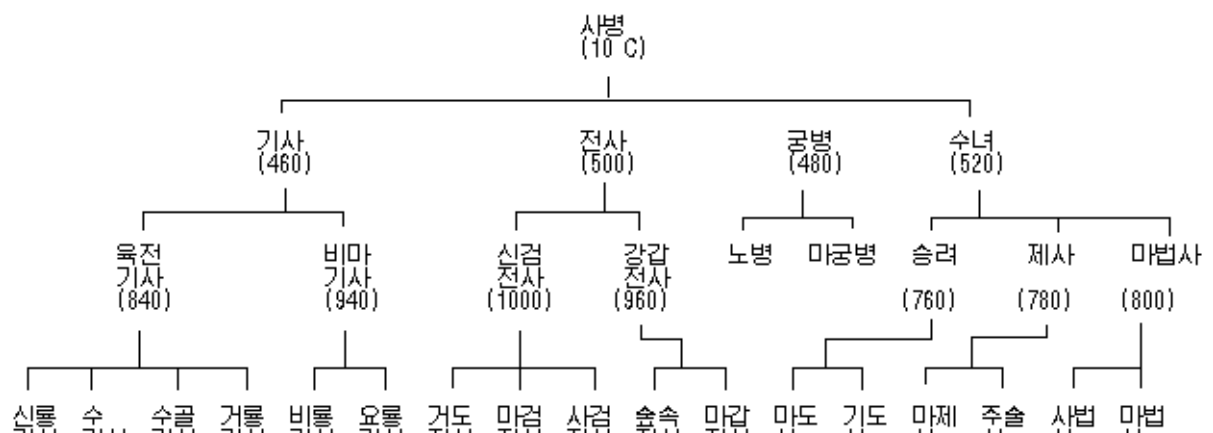 사병
(10 C)
기사 전사 궁병 수녀
(460) (500) (480) (520)
육전 비마 신검 강갑 노병 마궁병 승려 제사 마법사
기사 기사 전사 전사
(840) (940) (1000) (960) (760) (780) (800)
신룡 수 수골 거룡 비룡 요룡 거도 마검 사검 숲속 마갑 마도 기도 마제 주술 사법 마법